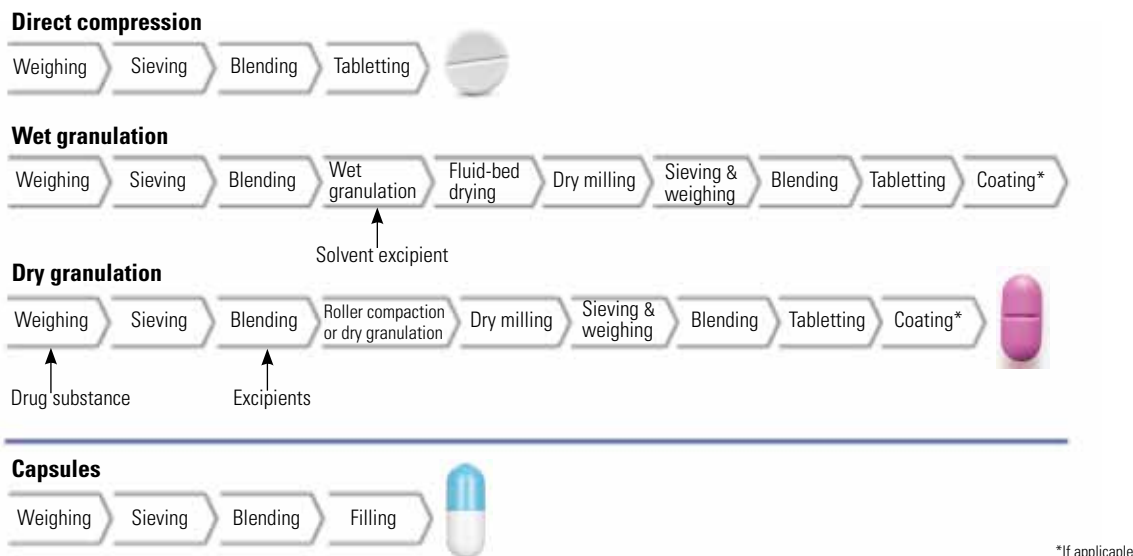 Direct compression
Weighing Sieving Blending Tabletting
Wet granulation
Weighing Sieving Blending Wet granulation Fluid-bed drying Dry milling Sieving & weighing Blending Tabletting Coating*
Solvent excipient
Dry granulation
Weighing Sieving Blending Roller compaction or dry granulation Dry milling Sieving & weighing Blending Tabletting Coating*
Drug substance Excipients
Capsules
Weighing Sieving Blending Filling
*If applicable